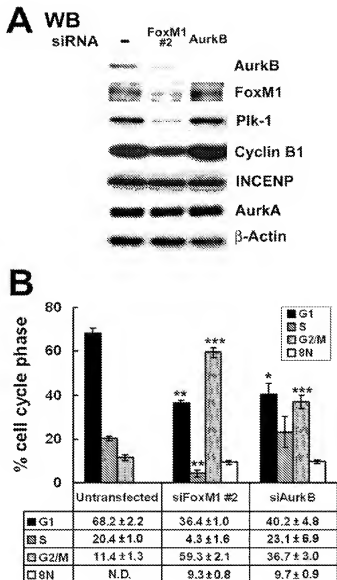 A WB
siRNA – FoxM1 #2 AurkB
AurkB
FoxM1
Plk-1
Cyclin B1
INCENP
AurkA
β-Actin
B
% cell cycle phase
80
60
40
20
0
G1
S
G2/M
8N
** ** *** * ***
Untransfected siFoxM1 #2 siAurkB
G1 68.2±2.2 36.4±1.0 40.2±4.8
S 20.4±1.0 4.3±1.6 23.1±6.9
G2/M 11.4±1.3 59.3±2.1 36.7±3.0
8N N.D. 9.3±0.8 9.7±0.9